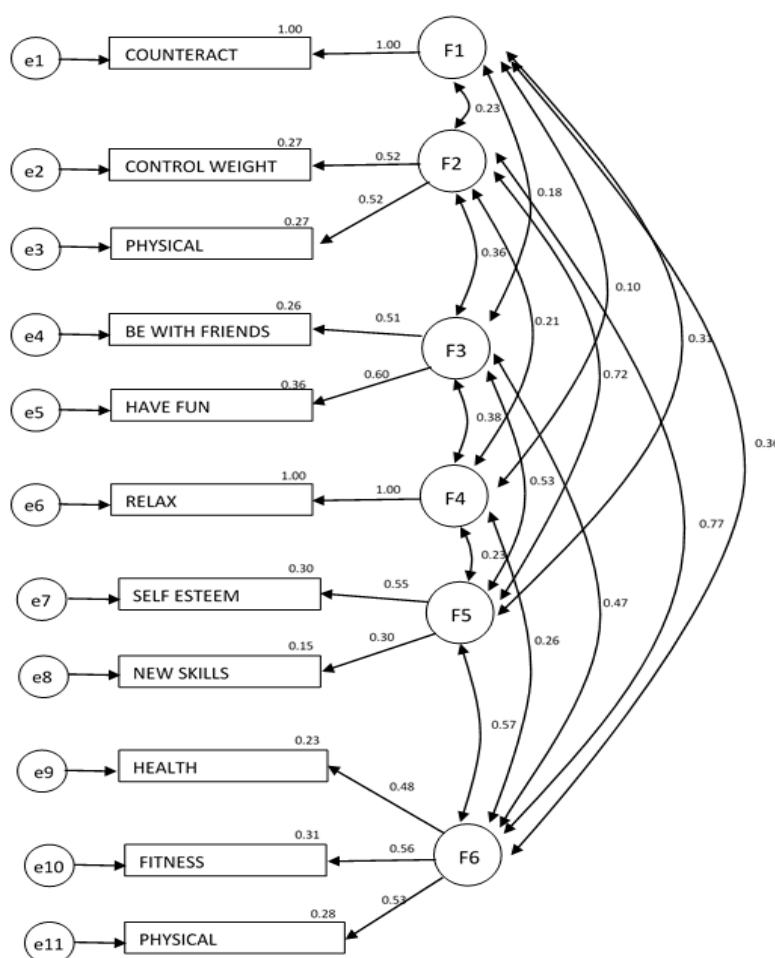 1.00
e1 COUNTERACT 1.00 F1
0.23
0.27
e2 CONTROL WEIGHT 0.52 F2
0.52
0.18
0.27
e3 PHYSICAL
0.36
0.10
0.26
e4 BE WITH FRIENDS 0.51 F3
0.21
0.31
0.72
0.36 0.60
e5 HAVE FUN
0.38
0.36
1.00
e6 RELAX 1.00 F4
0.53
0.77
0.23
0.30
e7 SELF ESTEEM 0.55 F5
0.47
0.30
0.26
0.15
e8 NEW SKILLS
0.57
0.23
e9 HEALTH
0.48
0.31
e10 FITNESS 0.56 F6
0.53
0.28
e11 PHYSICAL